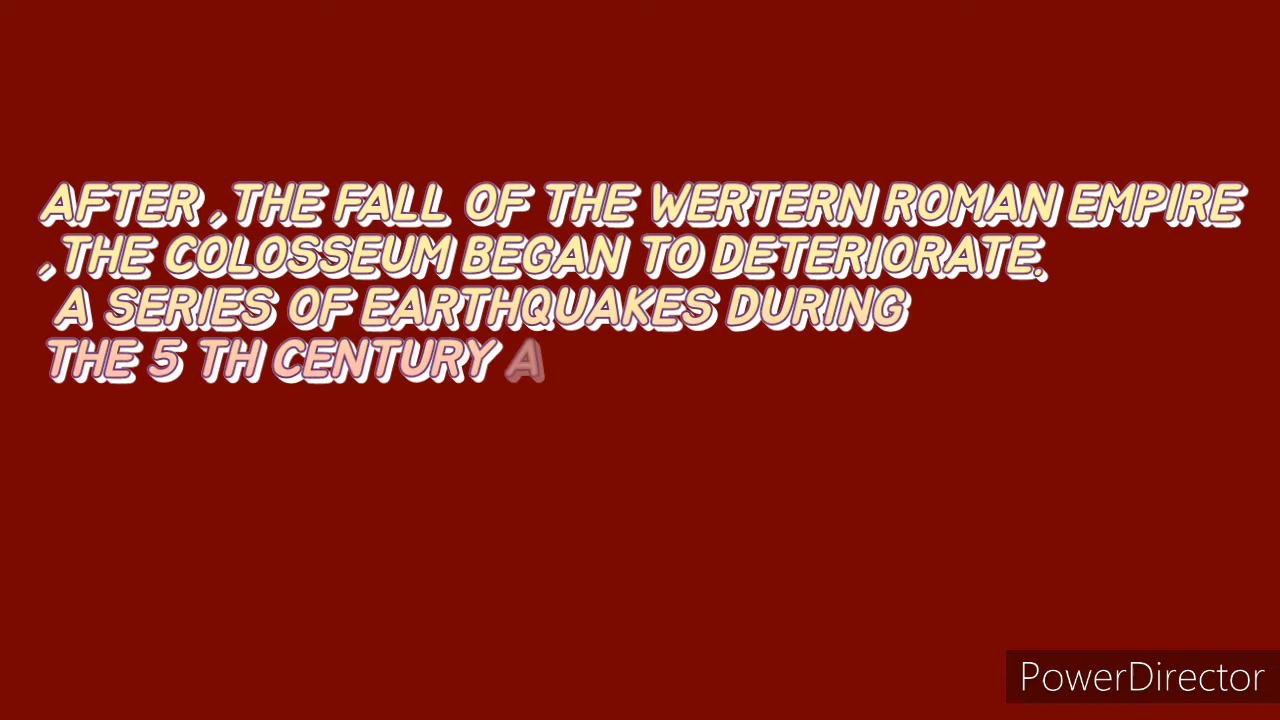 AFTER ,THE FALL OF THE WERTERN ROMAN EMPIRE
,THE COLOSSEUM BEGAN TO DETERIORATE.
A SERIES OF EARTHQUAKES DURING
THE 5 TH CENTURY A
PowerDirector